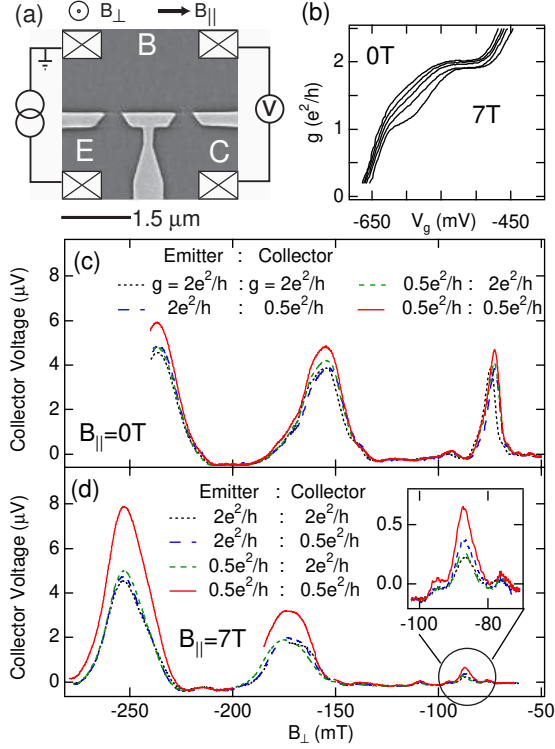 (a) ⊙ B⊥ → B||
B
V
E C
1.5 μm
(b)
2
1
0
g (e²/h)
0T
7T
-650 Vg (mV) -450
(c)
Emitter : Collector
g = 2e²/h : g = 2e²/h
2e²/h : 0.5e²/h
0.5e²/h : 2e²/h
0.5e²/h : 0.5e²/h
8
6
4
2
0
Collector Voltage (μV)
B||=0T
(d)
Emitter : Collector
2e²/h : 2e²/h
2e²/h : 0.5e²/h
0.5e²/h : 2e²/h
0.5e²/h : 0.5e²/h
8
6
4
2
0
Collector Voltage (μV)
B||=7T
0.5
0.0
-100 -80
-250 -200 -150 -100 -50
B⊥ (mT)